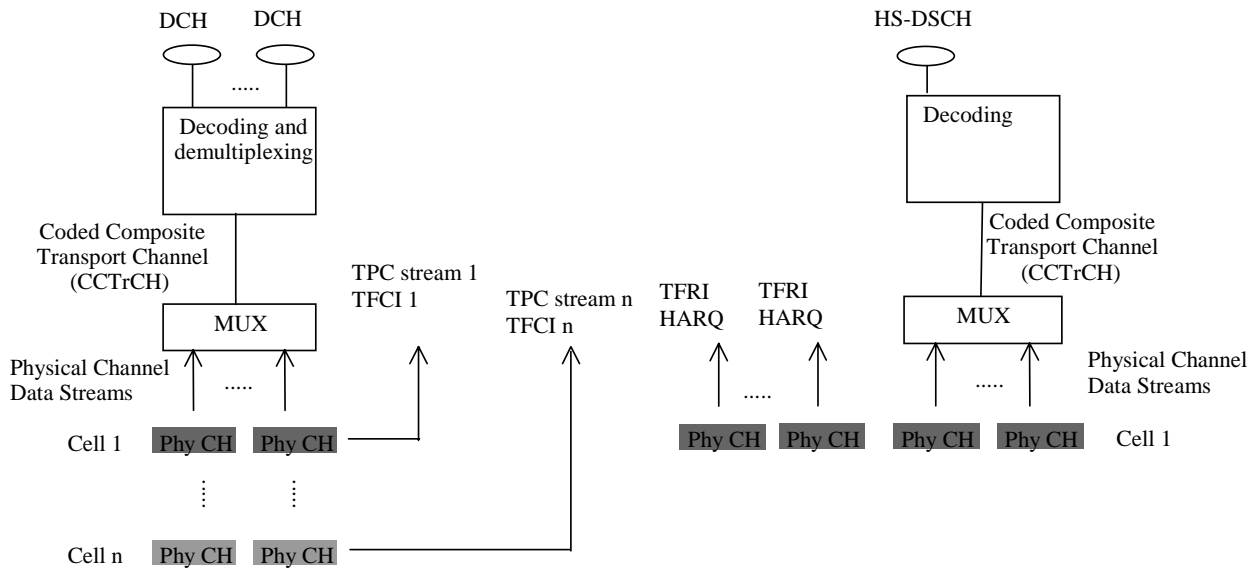 DCH
DCH
HS-DSCH
.....
Decoding and
demultiplexing
Decoding
Coded Composite
Transport Channel
(CCTrCH)
Coded Composite
Transport Channel
(CCTrCH)
TPC stream 1
TFCI 1
TPC stream n
TFCI n
TFRI
HARQ
TFRI
HARQ
MUX
MUX
Physical Channel
Data Streams
.....
.....
.....
Physical Channel
Data Streams
Cell 1
Phy CH
Phy CH
Phy CH
Phy CH
Phy CH
Phy CH
Cell 1
Cell n
Phy CH
Phy CH